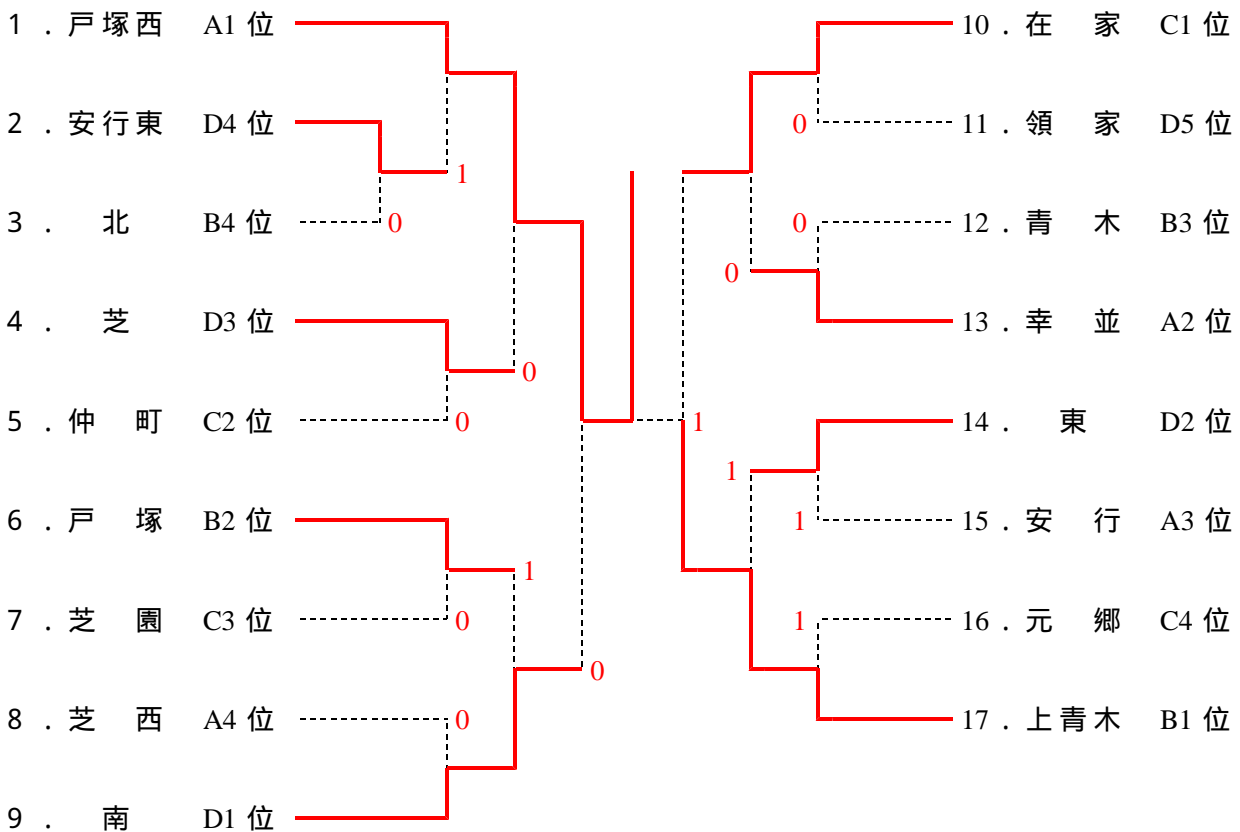 1 . 戸塚西 A1 位
2 . 安行東 D4 位
1
3 . 北 B4 位
0
4 . 芝 D3 位
0
5 . 仲 町 C2 位
0
6 . 戸 塚 B2 位
1
7 . 芝 園 C3 位
0
0
8 . 芝 西 A4 位
0
9 . 南 D1 位
10 . 在 家 C1 位
0
11 . 領 家 D5 位
0
12 . 青 木 B3 位
0
13 . 幸 並 A2 位
1
14 . 東 D2 位
1
1
15 . 安 行 A3 位
1
16 . 元 郷 C4 位
17 . 上青木 B1 位